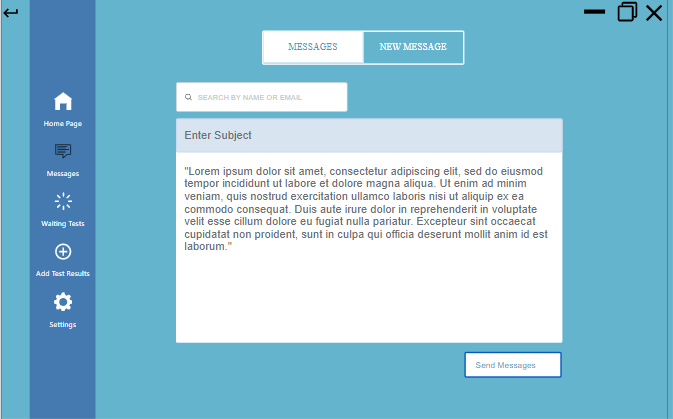 MESSAGES
NEW MESSAGE
SEARCH BY NAME OR EMAIL
Home Page
Messages
Waiting Tests
Add Test Results
Settings
Enter Subject
"Lorem ipsum dolor sit amet, consectetur adipiscing elit, sed do eiusmod
tempor incididunt ut labore et dolore magna aliqua. Ut enim ad minim
veniam, quis nostrud exercitation ullamco laboris nisi ut aliquip ex ea
commodo consequat. Duis aute irure dolor in reprehenderit in voluptate
velit esse cillum dolore eu fugiat nulla pariatur. Excepteur sint occaecat
cupidatat non proident, sunt in culpa qui officia deserunt mollit anim id est
laborum."
Send Messages